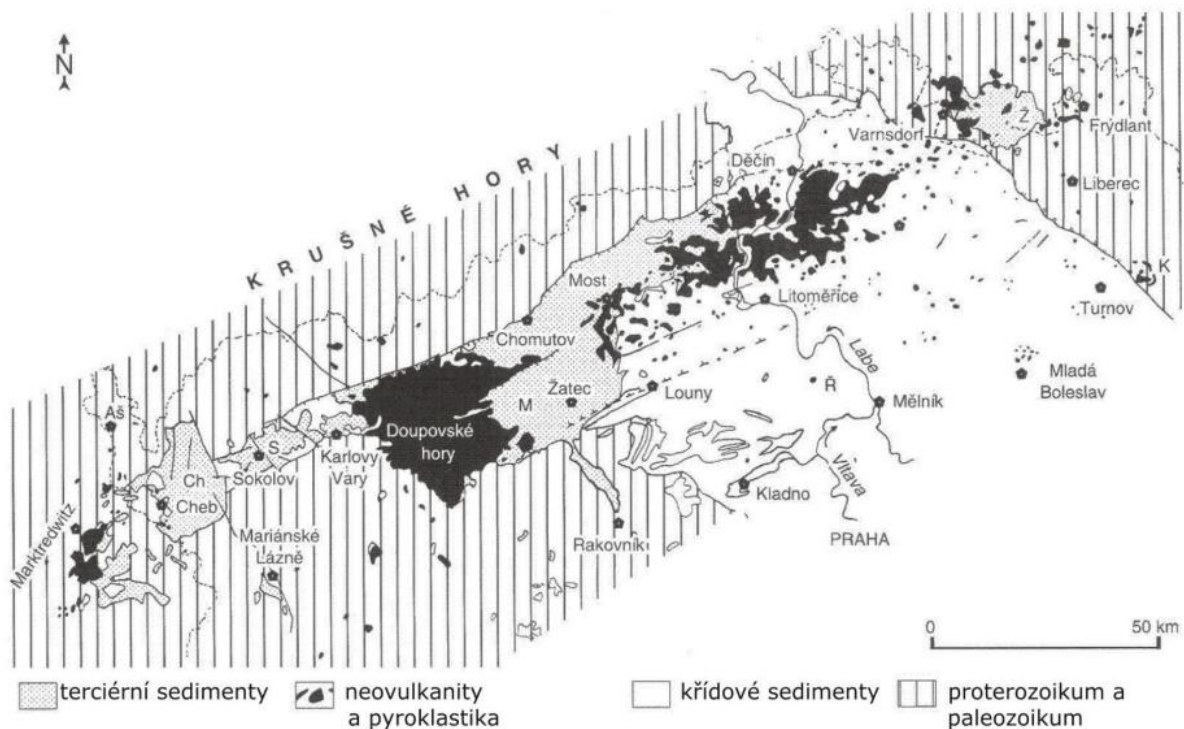 N
KRUŠNÉ HORY
Varnsdorf
Ž
Frýdlant
Děčín
Liberec
K
Most
Litoměřice
Turnov
Chomutov
Labe
Mladá
Boleslav
Žatec
M
Louny
Ř
Mělník
Aš
Doupovské
hory
S
Karlovy
Vary
Sokolov
Ch
Cheb
Kladno
Vltava
Marktredwitz
Mariánské
Lázně
Rakovník
PRAHA
0 50 km
terciérní sedimenty
neovulkanity
a pyroklastika
křídové sedimenty
proterozoikum a
paleozoikum